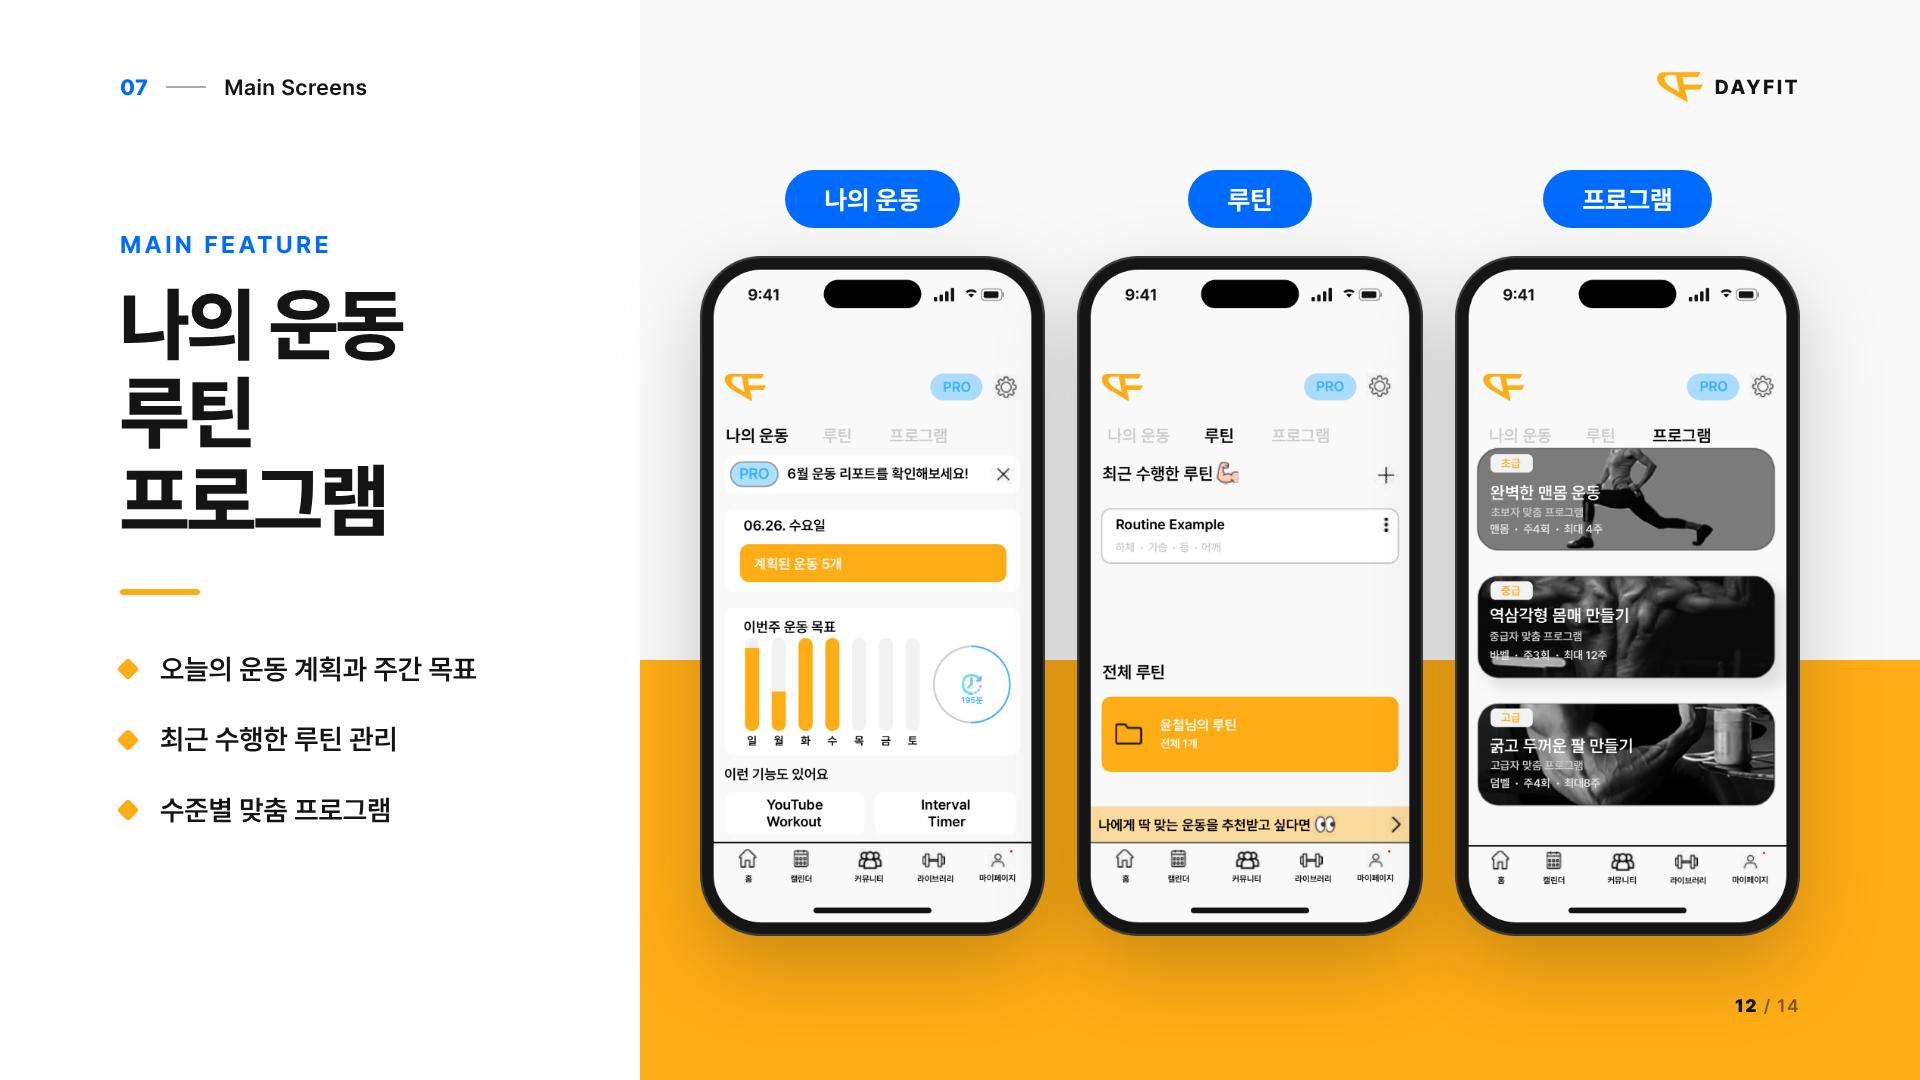 07 Main Screens
DAYFIT
MAIN FEATURE
나의 운동
루틴
프로그램
오늘의 운동 계획과 주간 목표
최근 수행한 루틴 관리
수준별 맞춤 프로그램
나의 운동
9:41
PRO
나의 운동 루틴 프로그램
PRO 6월 운동 리포트를 확인해보세요!
06.26. 수요일
계획된 운동 5개
이번주 운동 목표
195분
일 월 화 수 목 금 토
이런 기능도 있어요
YouTube
Workout
Interval
Timer
홈 캘린더 커뮤니티 라이브러리 마이페이지
루틴
9:41
PRO
나의 운동 루틴 프로그램
최근 수행한 루틴
Routine Example
하체 · 가슴 · 등 · 어깨
전체 루틴
윤철님의 루틴
전체 1개
나에게 딱 맞는 운동을 추천받고 싶다면
홈 캘린더 커뮤니티 라이브러리 마이페이지
프로그램
9:41
PRO
나의 운동 루틴 프로그램
초급
완벽한 맨몸 운동
초보자 맞춤 프로그램
맨몸 · 주4회 · 최대 4주
중급
역삼각형 몸매 만들기
중급자 맞춤 프로그램
바벨 · 주3회 · 최대 12주
고급
굵고 두꺼운 팔 만들기
고급자 맞춤 프로그램
덤벨 · 주4회 · 최대8주
홈 캘린더 커뮤니티 라이브러리 마이페이지
12 / 14